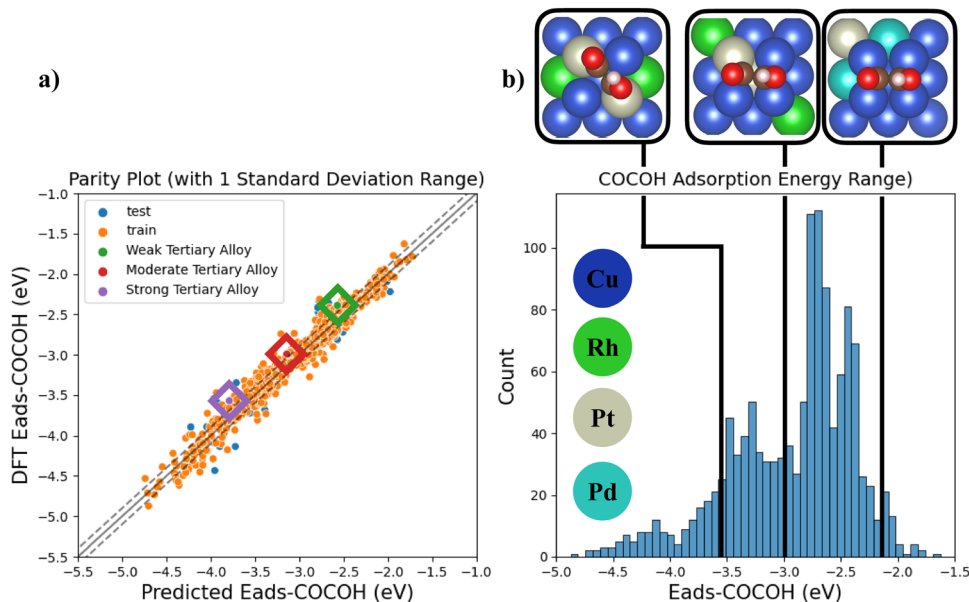 a)
b)
Parity Plot (with 1 Standard Deviation Range)
−1.0
−1.5
−2.0
−2.5
−3.0
−3.5
−4.0
−4.5
−5.0
−5.5
DFT Eads-COCOH (eV)
test
train
Weak Tertiary Alloy
Moderate Tertiary Alloy
Strong Tertiary Alloy
−5.5 −5.0 −4.5 −4.0 −3.5 −3.0 −2.5 −2.0 −1.5 −1.0
Predicted Eads-COCOH (eV)
COCOH Adsorption Energy Range)
100
80
60
40
20
0
Count
Cu
Rh
Pt
Pd
−5.0 −4.5 −4.0 −3.5 −3.0 −2.5 −2.0 −1.5
Eads-COCOH (eV)